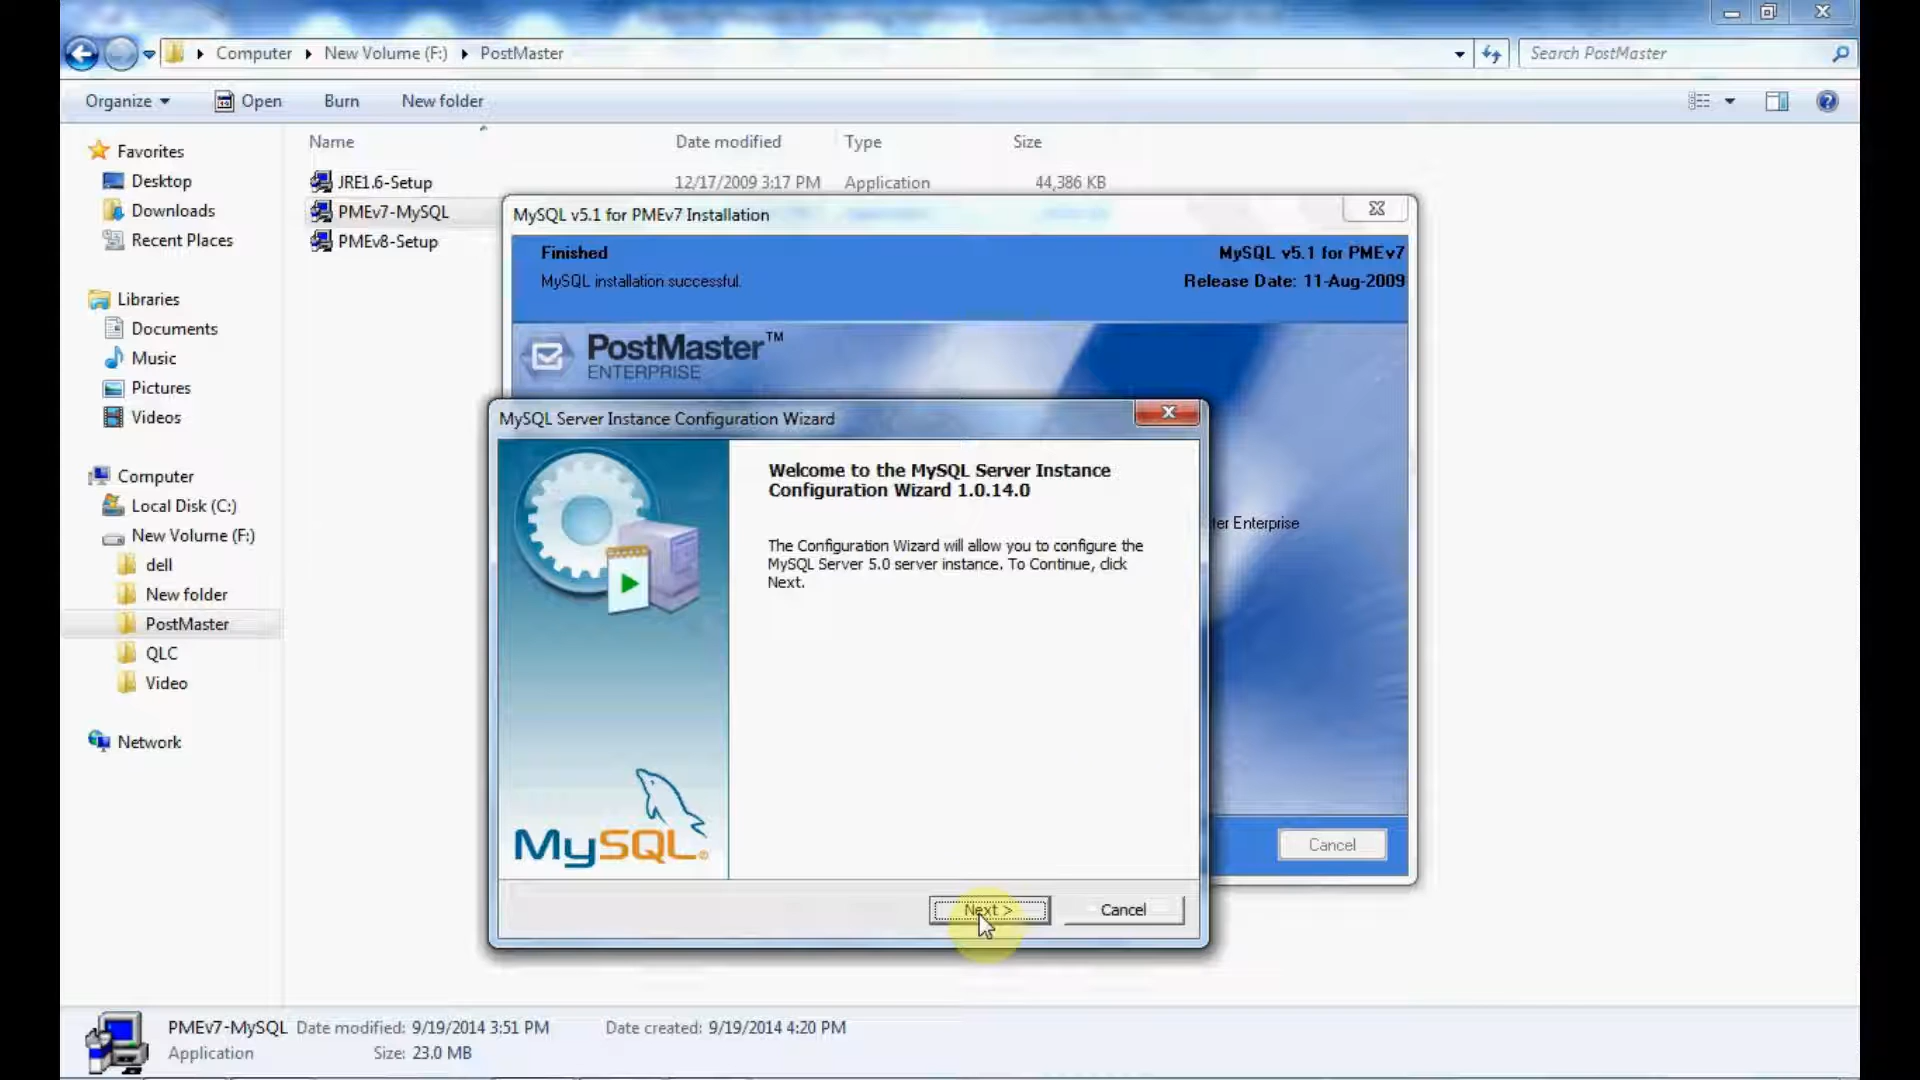 Computer
New Volume (F:)
PostMaster
Search PostMaster
Organize
Open
Burn
New folder
Name
Date modified
Type
Size
Favorites
Desktop
Downloads
Recent Places
Libraries
Documents
Music
Pictures
Videos
Computer
Local Disk (C:)
New Volume (F:)
dell
New folder
PostMaster
QLC
Video
Network
JRE1.6-Setup 12/17/2009 3:17 PM Application 44,386 KB
PMEv7-MySQL
PMEv8-Setup
MySQL v5.1 for PMEv7 Installation
Finished
MySQL v5.1 for PMEv7
MySQL installation successful.
Release Date: 11-Aug-2009
PostMaster™
ENTERPRISE
ter Enterprise
Cancel
MySQL Server Instance Configuration Wizard
Welcome to the MySQL Server Instance
Configuration Wizard 1.0.14.0
The Configuration Wizard will allow you to configure the
MySQL Server 5.0 server instance. To Continue, click
Next.
MySQL®
Next >
Cancel
PMEv7-MySQL Date modified: 9/19/2014 3:51 PM Date created: 9/19/2014 4:20 PM
Application Size: 23.0 MB